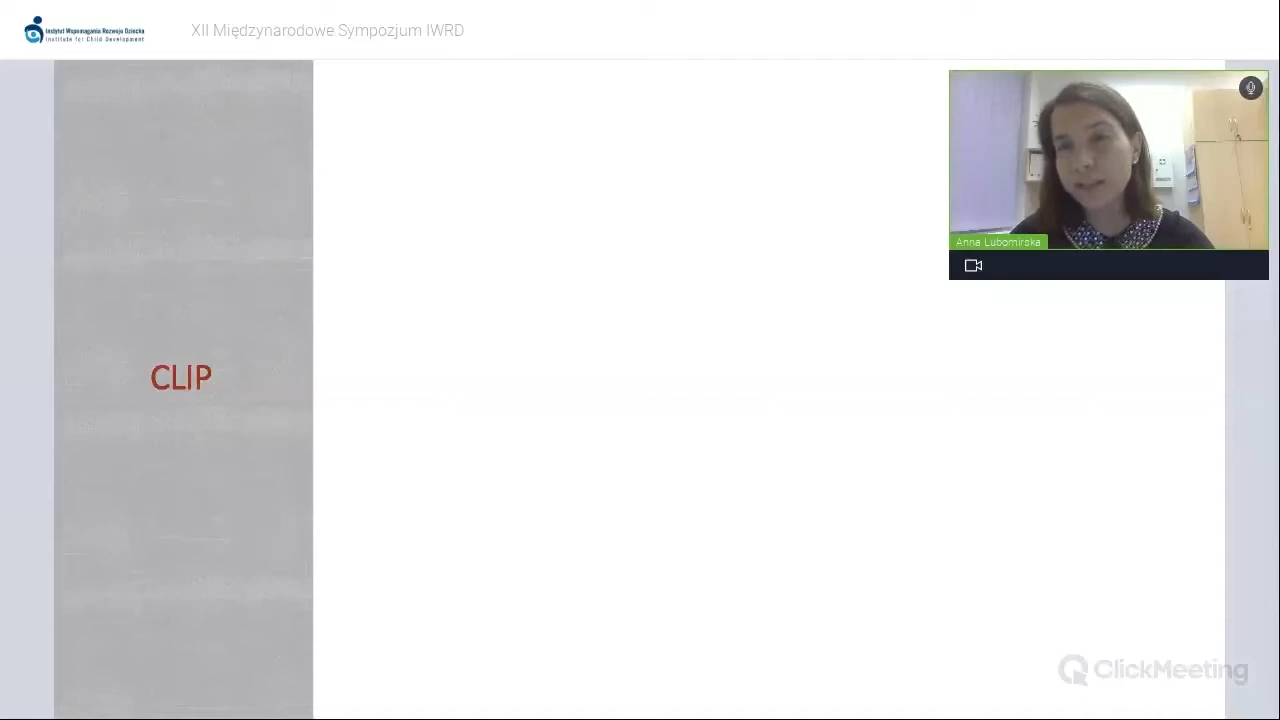 Instytut Wspomagania Rozwoju Dziecka
Institute for Child Development
XII Międzynarodowe Sympozjum IWRD
Anna Lubomirska
CLIP
ClickMeeting